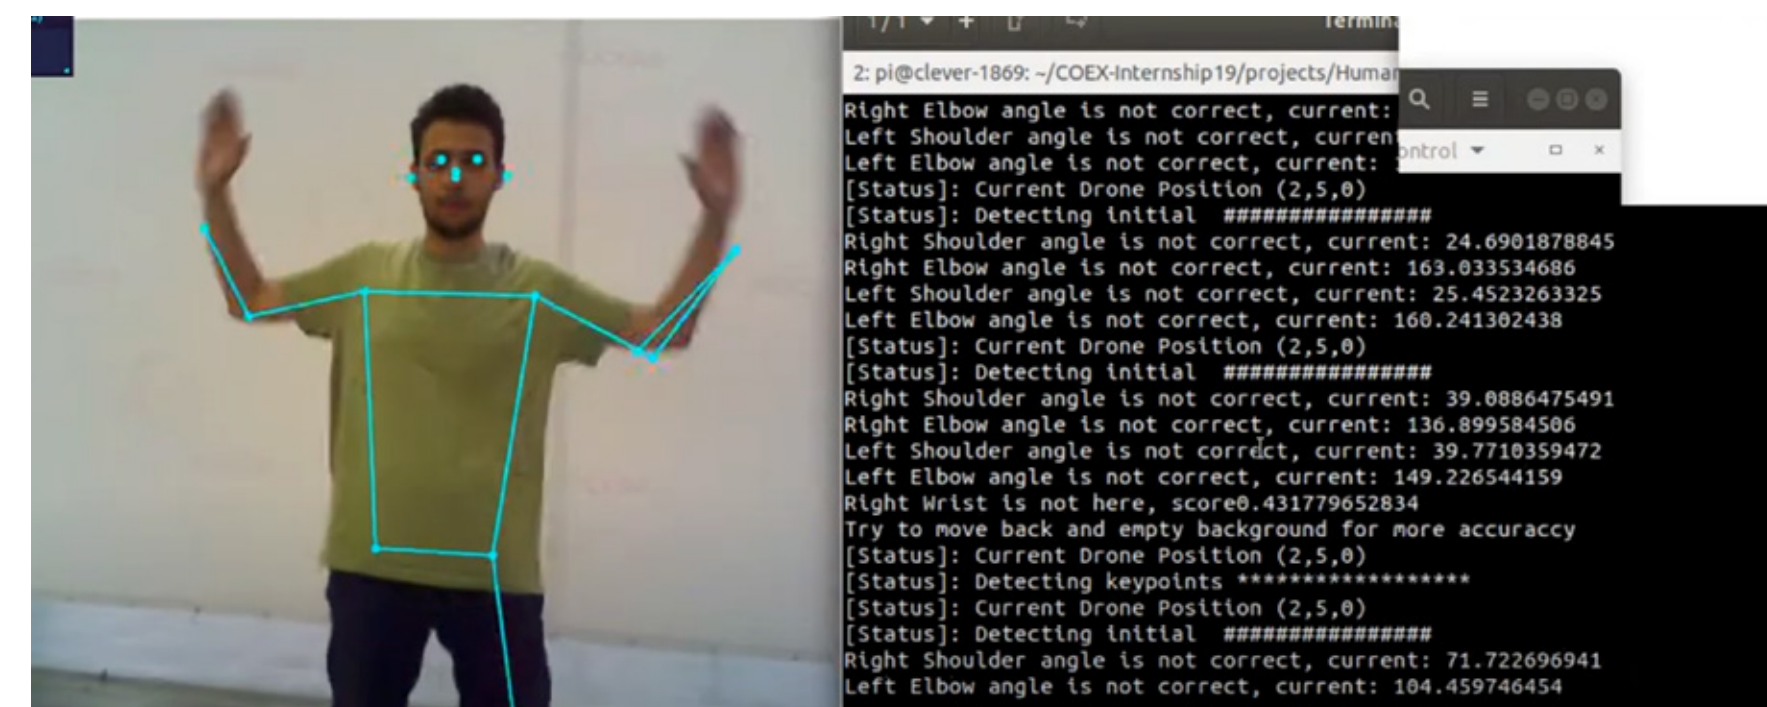 1/1
2: pi@clever-1869: ~/COEX-Internship19/projects/Human
ontrol
Right Elbow angle is not correct, current:
Left Shoulder angle is not correct, current
Left Elbow angle is not correct, current:
[Status]: Current Drone Position (2,5,0)
[Status]: Detecting initial ################
Right Shoulder angle is not correct, current: 24.6901878845
Right Elbow angle is not correct, current: 163.033534686
Left Shoulder angle is not correct, current: 25.4523263325
Left Elbow angle is not correct, current: 160.241302438
[Status]: Current Drone Position (2,5,0)
[Status]: Detecting initial ################
Right Shoulder angle is not correct, current: 39.0886475491
Right Elbow angle is not correct, current: 136.899584506
Left Shoulder angle is not correct, current: 39.7710359472
Left Elbow angle is not correct, current: 149.226544159
Right Wrist is not here, score0.431779652834
Try to move back and empty background for more accuraccy
[Status]: Current Drone Position (2,5,0)
[Status]: Detecting keypoints ******************
[Status]: Current Drone Position (2,5,0)
[Status]: Detecting initial ################
Right Shoulder angle is not correct, current: 71.722696941
Left Elbow angle is not correct, current: 104.459746454